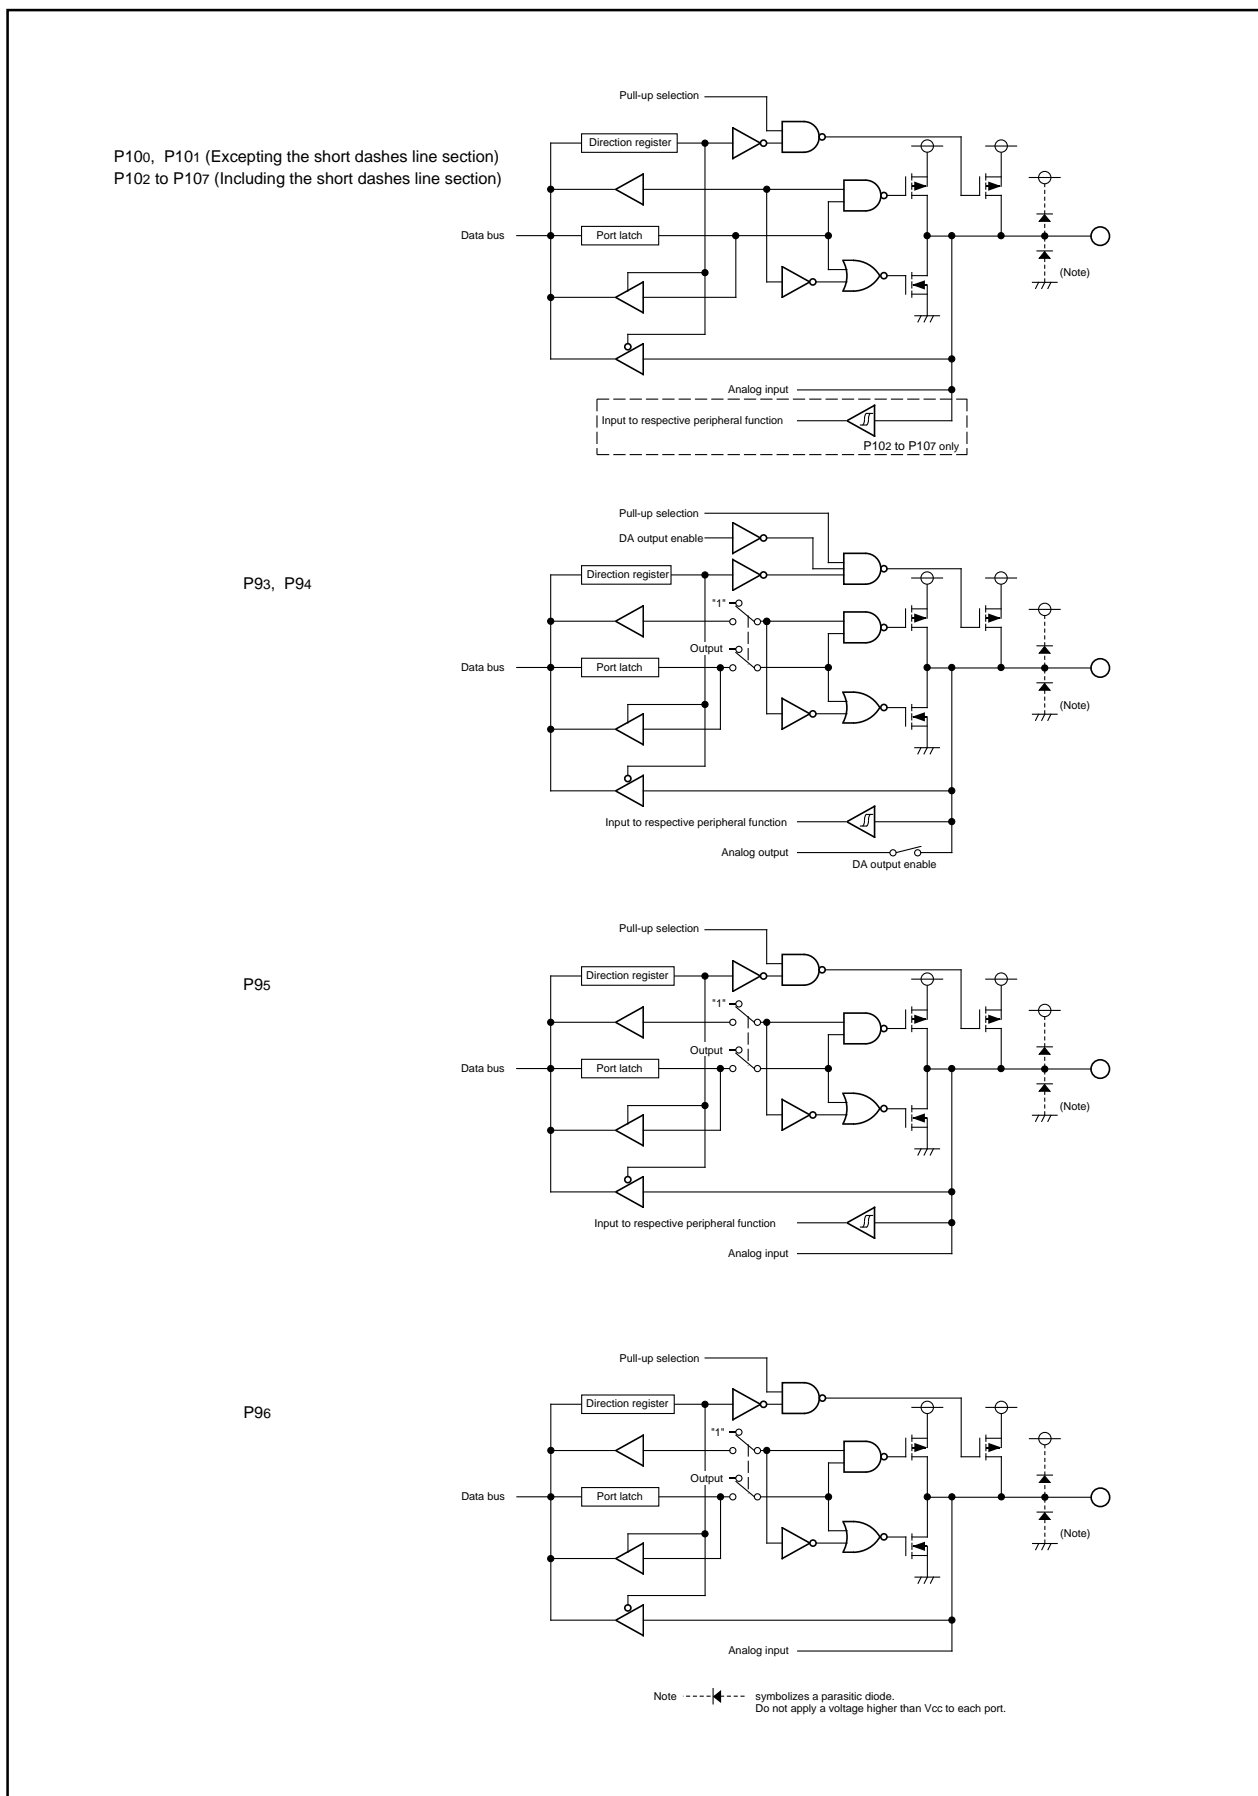 Pull-up selection
Direction register
P100, P101 (Excepting the short dashes line section)
P102 to P107 (Including the short dashes line section)
Data bus
Port latch
(Note)
Analog input
Input to respective peripheral function
P102 to P107 only
Pull-up selection
DA output enable
P93, P94
Direction register
"1"
Output
Data bus
Port latch
(Note)
Input to respective peripheral function
Analog output
DA output enable
Pull-up selection
P95
Direction register
"1"
Output
Data bus
Port latch
(Note)
Input to respective peripheral function
Analog input
Pull-up selection
P96
Direction register
"1"
Output
Data bus
Port latch
(Note)
Analog input
Note symbolizes a parasitic diode.
Do not apply a voltage higher than Vcc to each port.